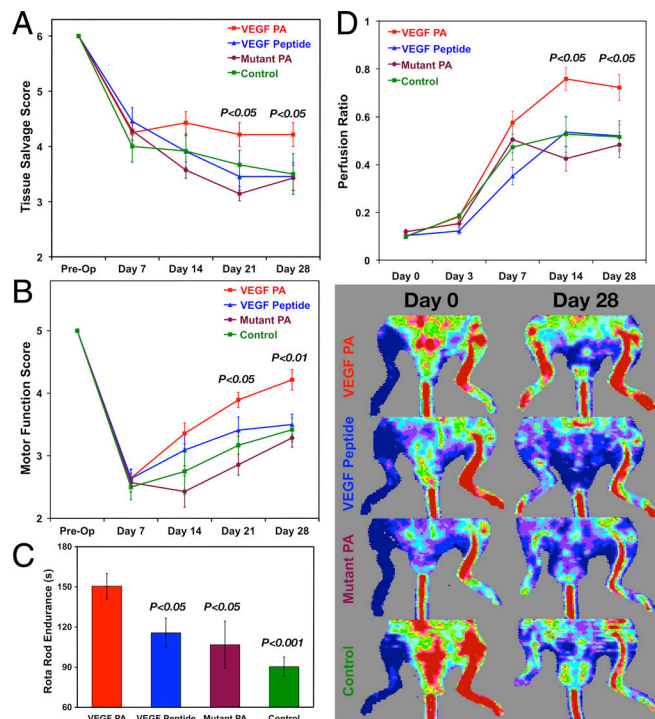 A
6
5
4
3
2
Tissue Salvage Score
VEGF PA
VEGF Peptide
Mutant PA
Control
P<0.05
P<0.05
Pre-Op
Day 7
Day 14
Day 21
Day 28
B
5
4
3
2
Motor Function Score
VEGF PA
VEGF Peptide
Mutant PA
Control
P<0.05
P<0.01
Pre-Op
Day 7
Day 14
Day 21
Day 28
C
180
150
120
90
60
Rota Rod Endurance (s)
P<0.05
P<0.05
P<0.001
VEGF PA
VEGF Peptide
Mutant PA
Control
D
1
0.8
0.6
0.4
0.2
0
Perfusion Ratio
VEGF PA
VEGF Peptide
Mutant PA
Control
P<0.05
P<0.05
Day 0
Day 3
Day 7
Day 14
Day 28
Day 0
Day 28
VEGF PA
VEGF Peptide
Mutant PA
Control